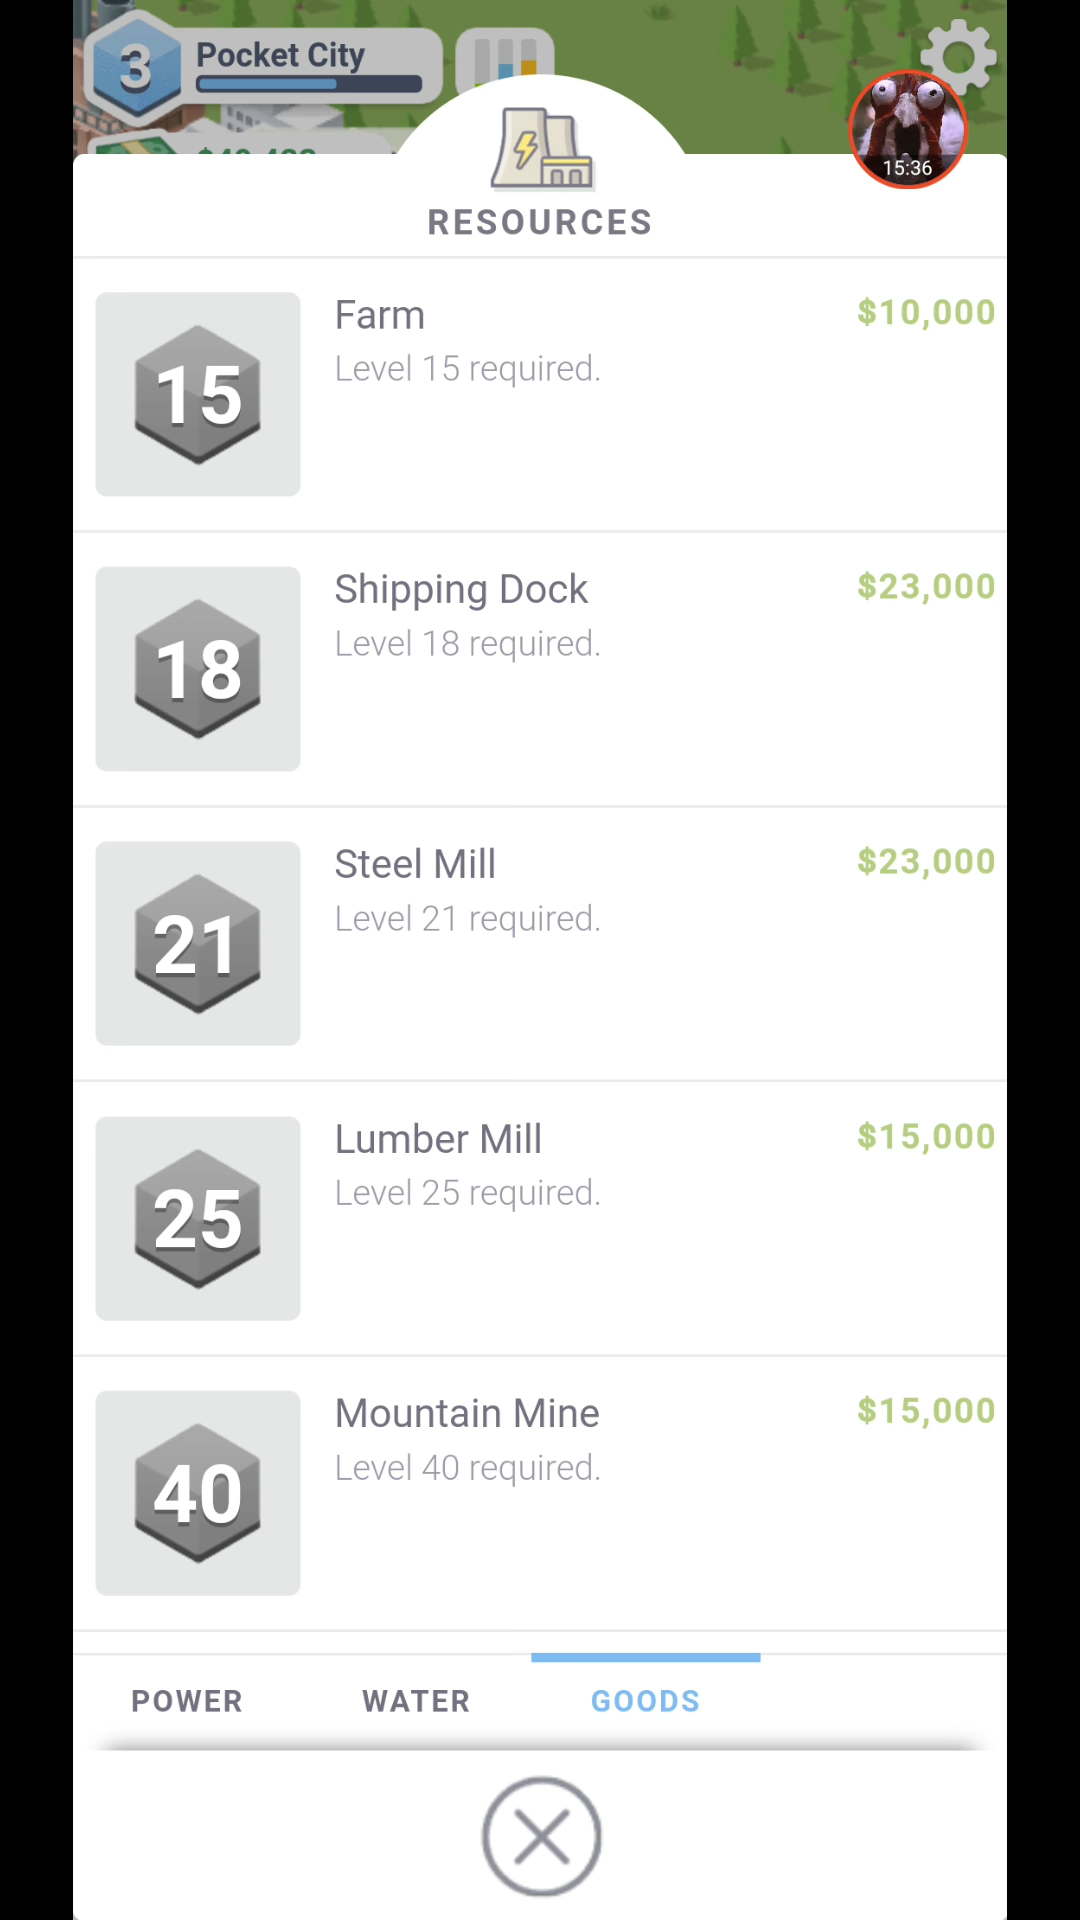 3
Pocket City
15:36
RESOURCES
15
Farm
$10,000
Level 15 required.
18
Shipping Dock
$23,000
Level 18 required.
21
Steel Mill
$23,000
Level 21 required.
25
Lumber Mill
$15,000
Level 25 required.
40
Mountain Mine
$15,000
Level 40 required.
POWER
WATER
GOODS